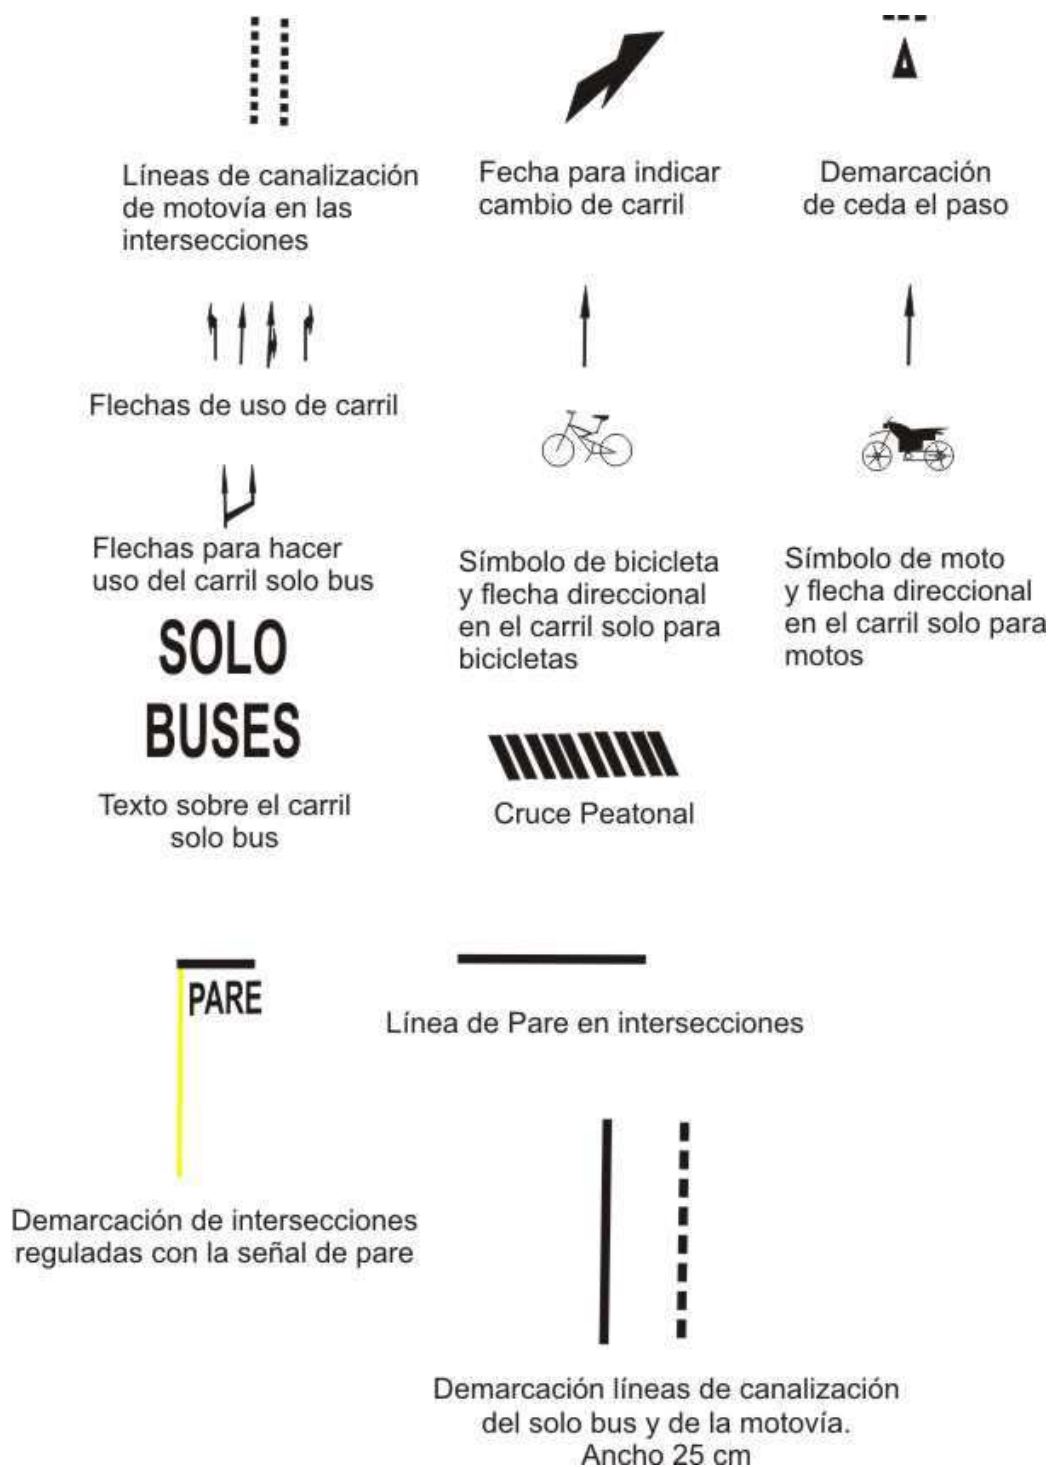 Líneas de canalización
de motovía en las
intersecciones
Fecha para indicar
cambio de carril
Demarcación
de ceda el paso
Flechas de uso de carril
Flechas para hacer
uso del carril solo bus
Símbolo de bicicleta
y flecha direccional
en el carril solo para
bicicletas
Símbolo de moto
y flecha direccional
en el carril solo para
motos
SOLO
BUSES
Texto sobre el carril
solo bus
Cruce Peatonal
PARE
Línea de Pare en intersecciones
Demarcación de intersecciones
reguladas con la señal de pare
Demarcación líneas de canalización
del solo bus y de la motovía.
Ancho 25 cm